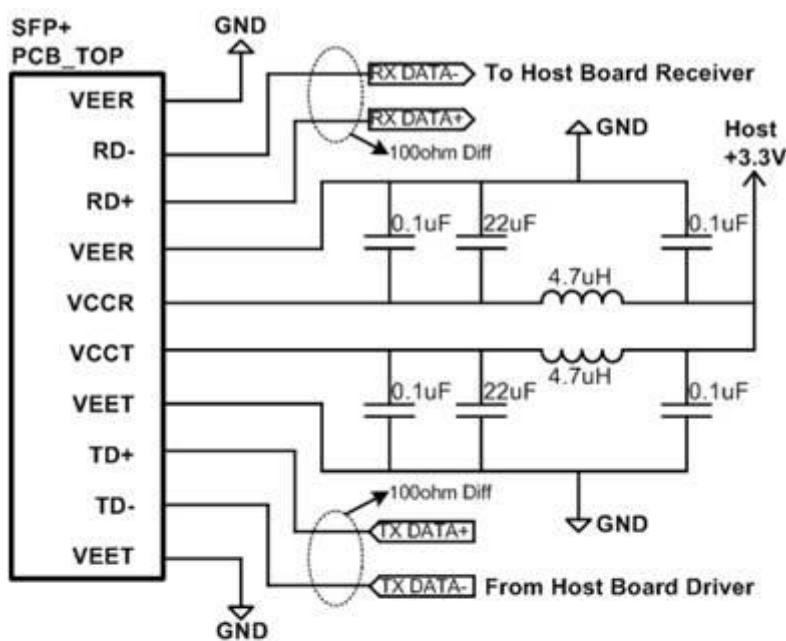 SFP+
PCB_TOP
GND
RX DATA- To Host Board Receiver
VEER
RX DATA+
GND
Host
+3.3V
RD-
100ohm Diff
RD+
0.1uF
22uF
0.1uF
VEER
4.7uH
VCCR
VCCT
4.7uH
VEET
0.1uF
22uF
0.1uF
TD+
100ohm Diff
TD-
TX DATA+
GND
VEET
TX DATA- From Host Board Driver
GND